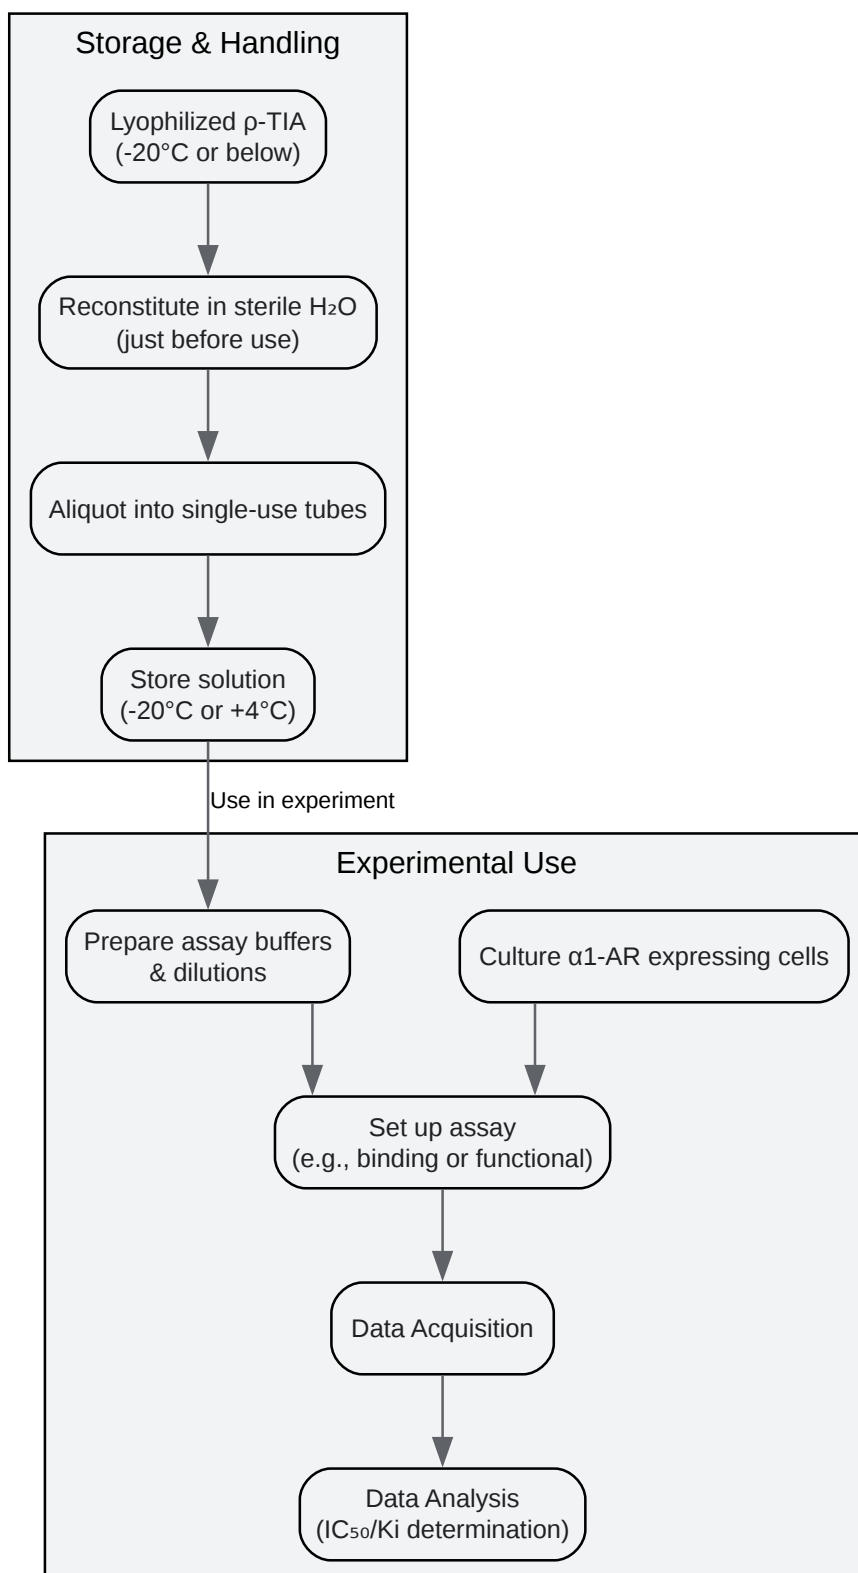 Storage & Handling
Lyophilized ρ-TIA
(-20°C or below)
Reconstitute in sterile H₂O
(just before use)
Aliquot into single-use tubes
Store solution
(-20°C or +4°C)
Use in experiment
Experimental Use
Prepare assay buffers
& dilutions
Culture α1-AR expressing cells
Set up assay
(e.g., binding or functional)
Data Acquisition
Data Analysis
(IC₅₀/Ki determination)